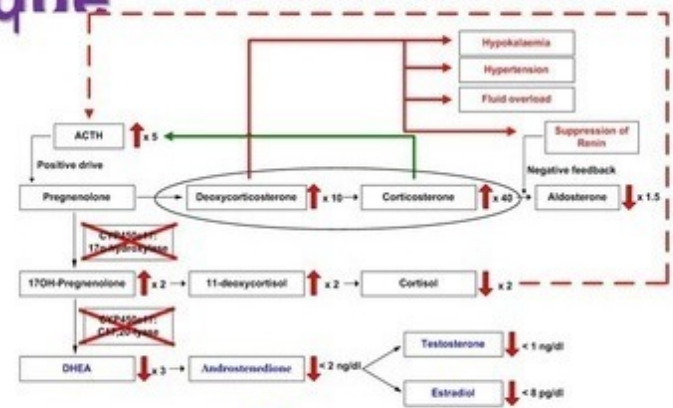 Hypokalaemia
Hypertension
Fluid overload
ACTH
x 5
Suppression of
Renin
Positive drive
Negative feedback
Pregnenolone
Deoxycorticosterone
x 10
Corticosterone
x 40
Aldosterone
x 1.5
17α-hydroxylase
17OH-Pregnenolone
x 2
11-deoxycortisol
x 2
Cortisol
x 2
DHEA
x 3
Androstenedione
< 2 ng/dl
Testosterone
< 1 ng/dl
Estradiol
< 8 pg/dl